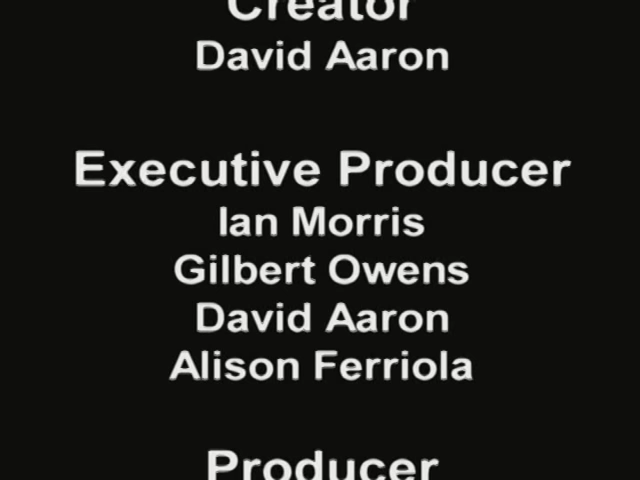 Creator
David Aaron
Executive Producer
Ian Morris
Gilbert Owens
David Aaron
Alison Ferriola
Producer